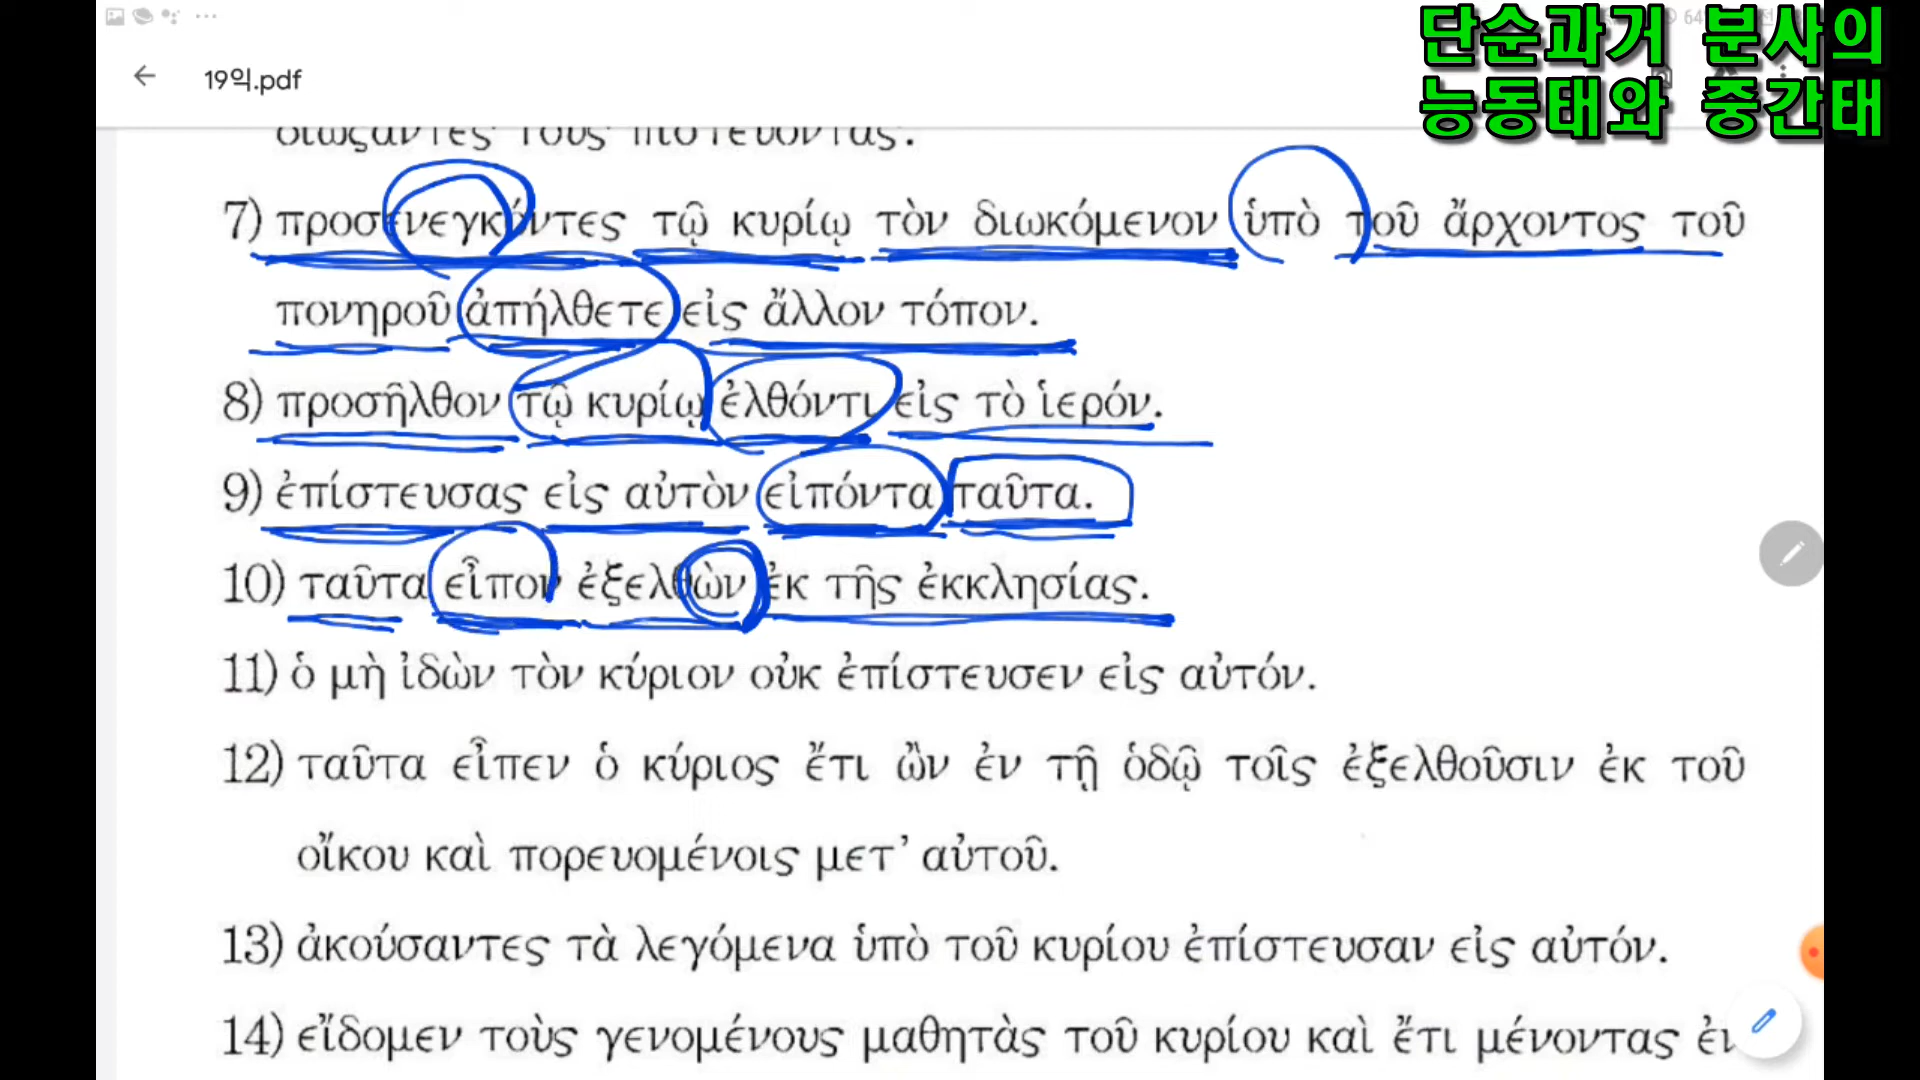 단순과거 분사의
능동태와 중간태
19익.pdf
διώξαντες τοὺς πιστεύοντας.
7) προσενεγκόντες τῷ κυρίῳ τὸν διωκόμενον ὑπὸ τοῦ ἄρχοντος τοῦ
πονηροῦ ἀπήλθετε εἰς ἄλλον τόπον.
8) προσῆλθον τῷ κυρίῳ ἐλθόντι εἰς τὸ ἱερόν.
9) ἐπίστευσας εἰς αὐτὸν εἰπόντα ταῦτα.
10) ταῦτα εἶπον ἐξελθὼν ἐκ τῆς ἐκκλησίας.
11) ὁ μὴ ἰδὼν τὸν κύριον οὐκ ἐπίστευσεν εἰς αὐτόν.
12) ταῦτα εἶπεν ὁ κύριος ἔτι ὢν ἐν τῇ ὁδῷ τοῖς ἐξελθοῦσιν ἐκ τοῦ
οἴκου καὶ πορευομένοις μετ’ αὐτοῦ.
13) ἀκούσαντες τὰ λεγόμενα ὑπὸ τοῦ κυρίου ἐπίστευσαν εἰς αὐτόν.
14) εἴδομεν τοὺς γενομένους μαθητὰς τοῦ κυρίου καὶ ἔτι μένοντας ἐν